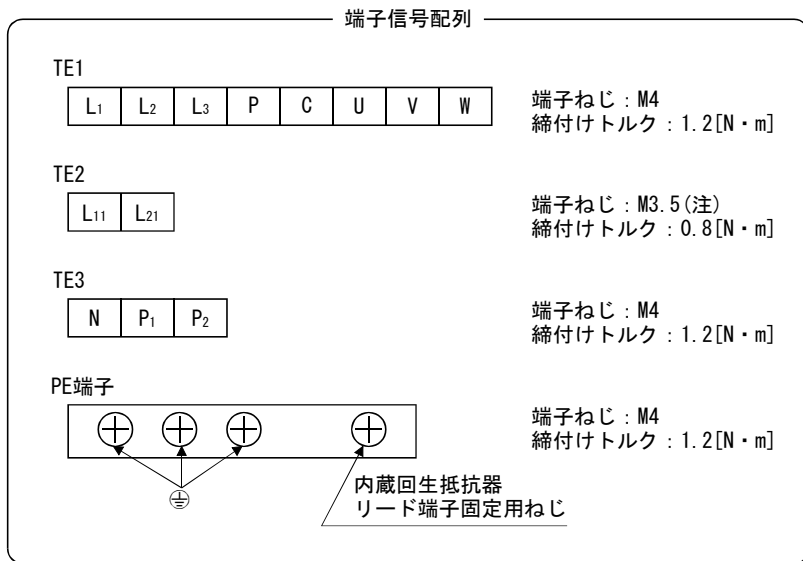 端子信号配列
TE1
L1 L2 L3 P C U V W
端子ねじ：M4
締付けトルク：1.2[N・m]
TE2
L11 L21
端子ねじ：M3.5(注)
締付けトルク：0.8[N・m]
TE3
N P1 P2
端子ねじ：M4
締付けトルク：1.2[N・m]
PE端子
端子ねじ：M4
締付けトルク：1.2[N・m]
内蔵回生抵抗器
リード端子固定用ねじ